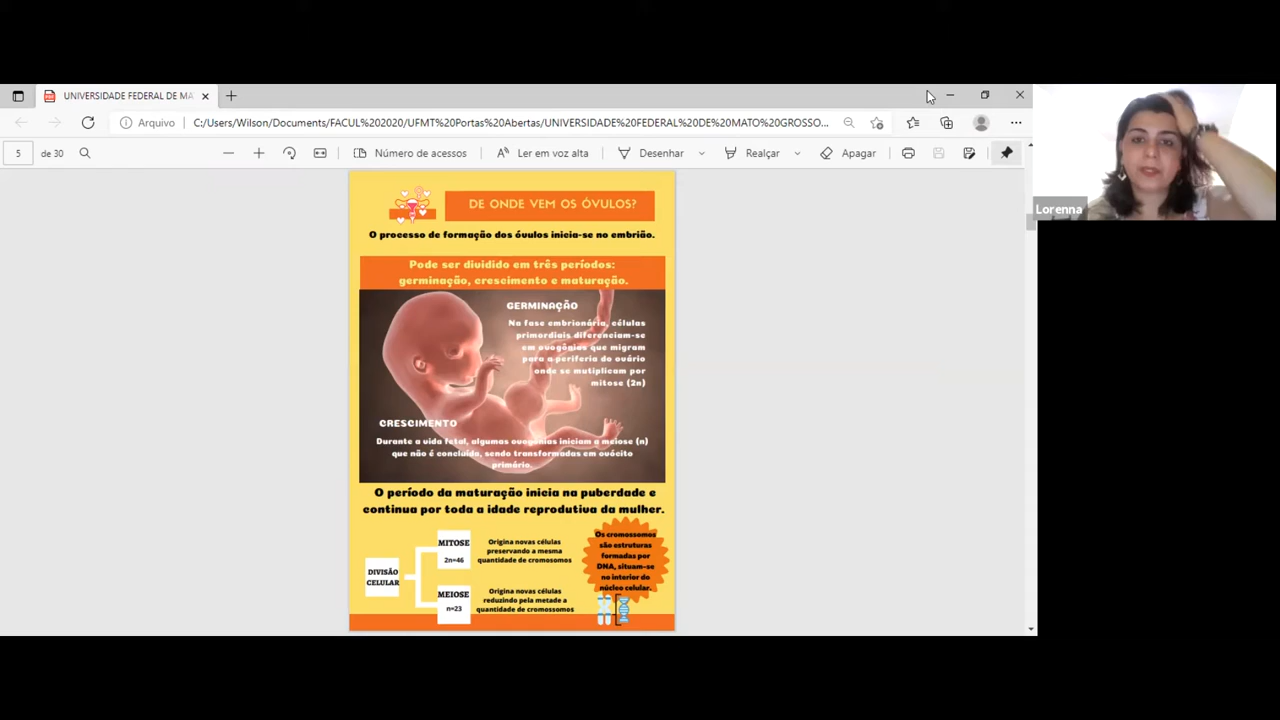 UNIVERSIDADE FEDERAL DE MA
Arquivo
C:/Users/Wilson/Documents/FACUL%202020/UFMT%20Portas%20Abertas/UNIVERSIDADE%20FEDERAL%20DE%20MATO%20GROSSO...
5 de 30
Número de acessos
Ler em voz alta
Desenhar
Realçar
Apagar
Lorenna
DE ONDE VEM OS ÓVULOS?
O processo de formação dos óvulos inicia-se no embrião.
Pode ser dividido em três períodos:
germinação, crescimento e maturação.
GERMINAÇÃO
Na fase embrionária, células
primordiais diferenciam-se
em ovogônias que migram
para a periferia do ovário
onde se mutiplicam por
mitose (2n)
CRESCIMENTO
Durante a vida fetal, algumas ovogônias iniciam a meiose (n)
que não é concluída, sendo transformadas em ovócito
primário.
O período da maturação inicia na puberdade e
continua por toda a idade reprodutiva da mulher.
DIVISÃO
CELULAR
MITOSE
2n=46
Origina novas células
preservando a mesma
quantidade de cromosomos
MEIOSE
n=23
Origina novas células
reduzindo pela metade a
quantidade de cromossomos
Os cromossomos
são estruturas
formadas por
DNA, situam-se
no interior do
núcleo celular.